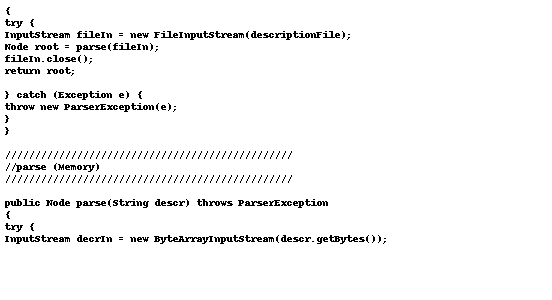 {
try {
InputStream fileIn = new FileInputStream(descriptionFile);
Node root = parse(fileIn);
fileIn.close();
return root;
} catch (Exception e) {
throw new ParserException(e);
}
}
////////////////////////////////////////////////
//parse (Memory)
////////////////////////////////////////////////
public Node parse(String descr) throws ParserException
{
try {
InputStream decrIn = new ByteArrayInputStream(descr.getBytes());